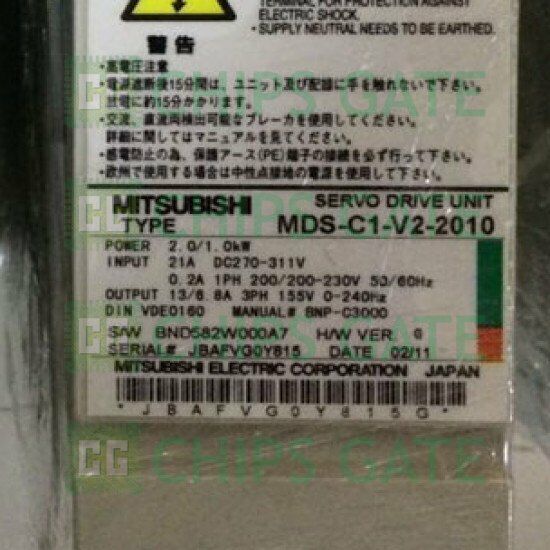 TERMINAL FOR PROTECTION AGAINST
ELECTRIC SHOCK.
・SUPPLY NEUTRAL NEEDS TO BE EARTHED.
警告
・高電圧注意
・電源遮断後15分間は、ユニット及び配線に手を触れないで下さい。
放電に約15分かかります。
・交流、直流両検出可能なブレーカを使用して下さい。
詳細に関してはマニュアルを見てください。
・感電防止の為、保護アース(PE)端子の接続を必ず行って下さい。
・欧州で使用する場合は中性点接地の電源を使用して下さい。
MITSUBISHI SERVO DRIVE UNIT
TYPE MDS-C1-V2-2010
POWER 2.0/1.0kW
INPUT 21A DC270-311V
0.2A 1PH 200/200-230V 50/60Hz
OUTPUT 13/6.8A 3PH 155V 0-240Hz
DIN VDE0160 MANUAL# BNP-C3000
S/W BND582W000A7 H/W VER
SERIAL# JBAFVG0Y815 DATE 02/11
MITSUBISHI ELECTRIC CORPORATION JAPAN
*JBAFVG0Y815G*
CHIPS GATE
CG CHIPS GATE